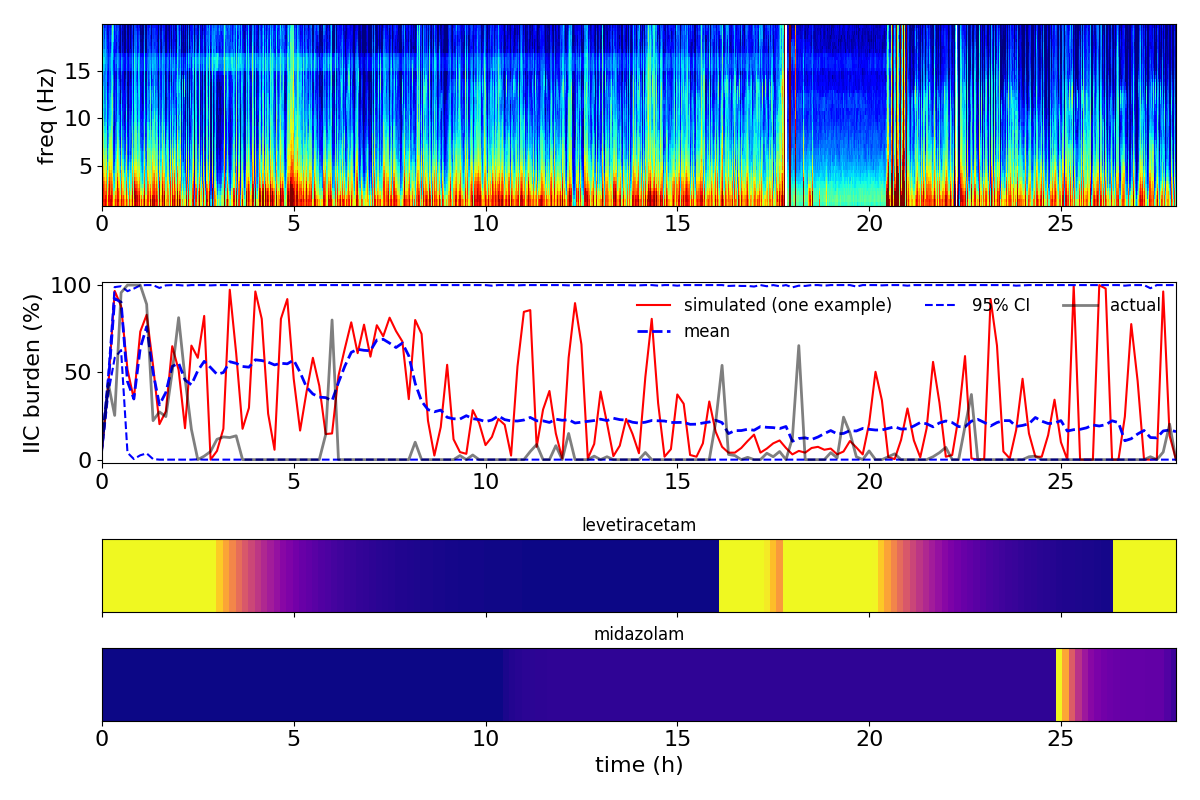 freq (Hz)
15
10
5
0 5 10 15 20 25
IIC burden (%)
100
50
0
simulated (one example)
mean
95% CI
actual
0 5 10 15 20 25
levetiracetam
midazolam
0 5 10 15 20 25
time (h)